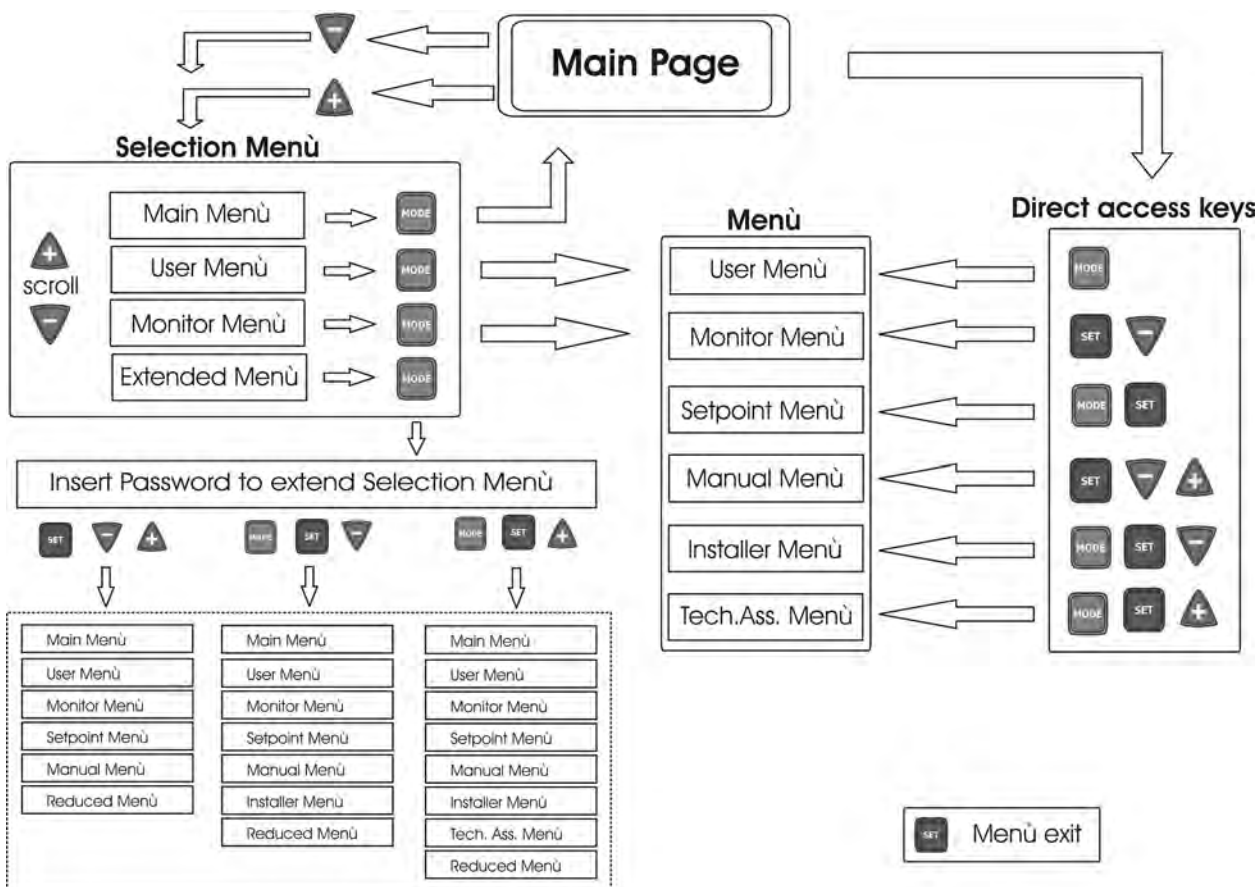 Main Page
Selection Menù
Main Menù
MODE
User Menù
MODE
Monitor Menù
MODE
Extended Menù
MODE
+
scroll
-
Insert Password to extend Selection Menù
SET - +
MODE SET -
MODE SET +
Main Menù
User Menù
Monitor Menù
Setpoint Menù
Manual Menù
Reduced Menù
Main Menù
User Menù
Monitor Menù
Setpoint Menù
Manual Menù
Installer Menù
Reduced Menù
Main Menù
User Menù
Monitor Menù
Setpoint Menù
Manual Menù
Installer Menù
Tech. Ass. Menù
Reduced Menù
Menù
User Menù
Monitor Menù
Setpoint Menù
Manual Menù
Installer Menù
Tech.Ass. Menù
Direct access keys
MODE
SET -
MODE SET
SET - +
MODE SET -
MODE SET +
SET Menù exit